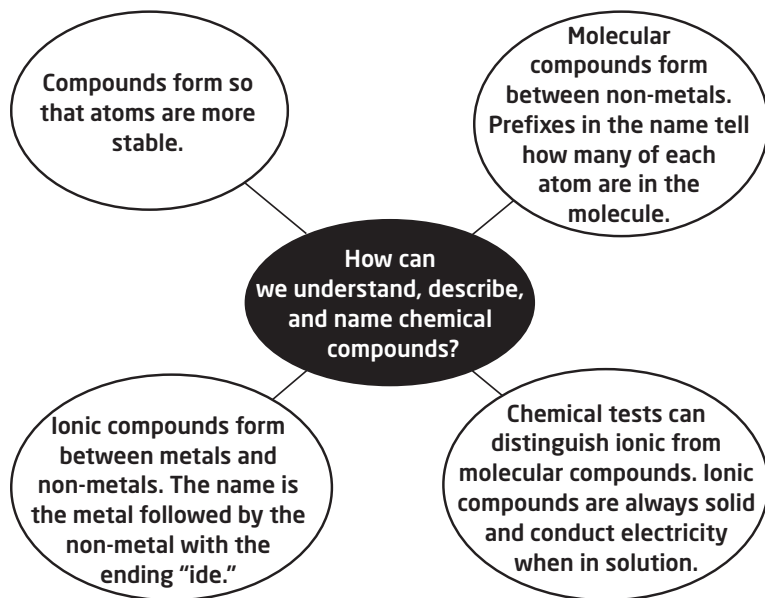 Compounds form so
that atoms are more
stable.
Molecular
compounds form
between non-metals.
Prefixes in the name tell
how many of each
atom are in the
molecule.
How can
we understand, describe,
and name chemical
compounds?
Ionic compounds form
between metals and
non-metals. The name is
the metal followed by the
non-metal with the
ending "ide."
Chemical tests can
distinguish ionic from
molecular compounds. Ionic
compounds are always solid
and conduct electricity
when in solution.